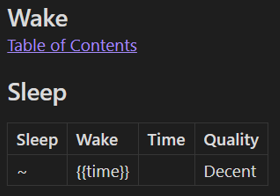 Wake
Table of Contents
Sleep
Sleep Wake Time Quality
~ {{time}} Decent